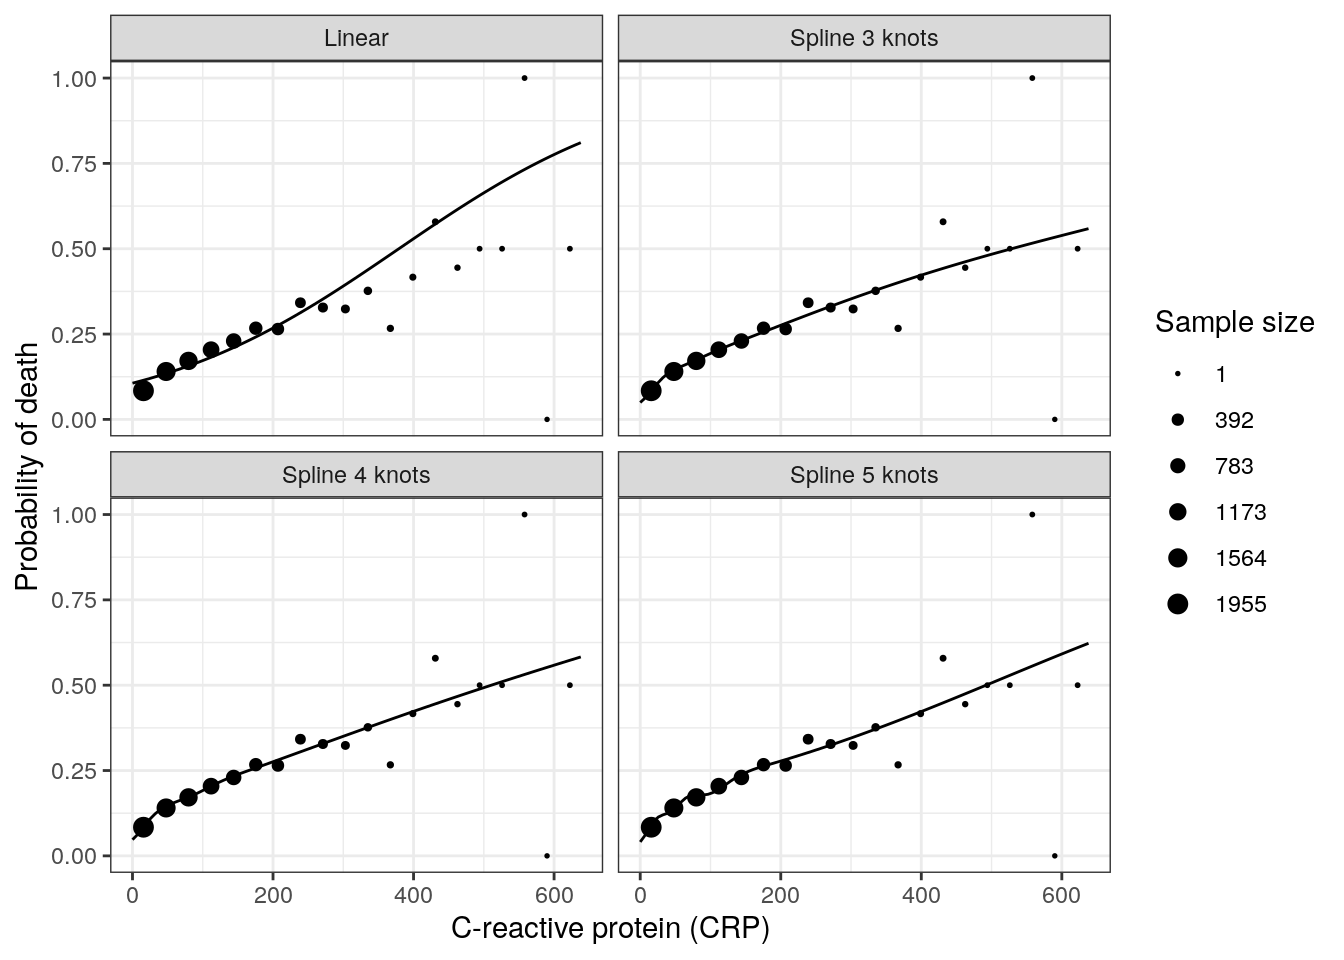 Linear
Spline 3 knots
1.00
0.75
0.50
0.25
0.00
Spline 4 knots
Spline 5 knots
1.00
0.75
0.50
0.25
0.00
0 200 400 600
0 200 400 600
Probability of death
C-reactive protein (CRP)
Sample size
1
392
783
1173
1564
1955